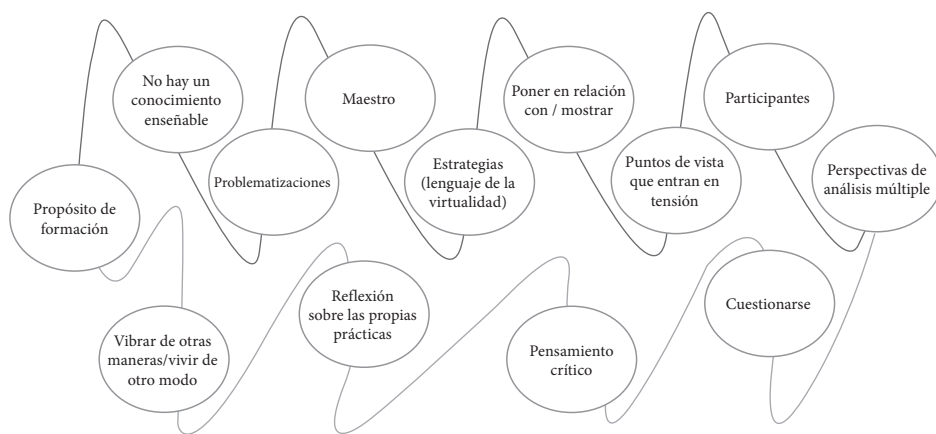 No hay un
conocimiento
enseñable
Maestro
Poner en relación
con / mostrar
Participantes
Propósito de
formación
Problematizaciones
Estrategias
(lenguaje de la
virtualidad)
Puntos de vista
que entran en
tensión
Perspectivas de
análisis múltiple
Vibrar de otras
maneras/vivir de
otro modo
Reflexión
sobre las propias
prácticas
Pensamiento
crítico
Cuestionarse